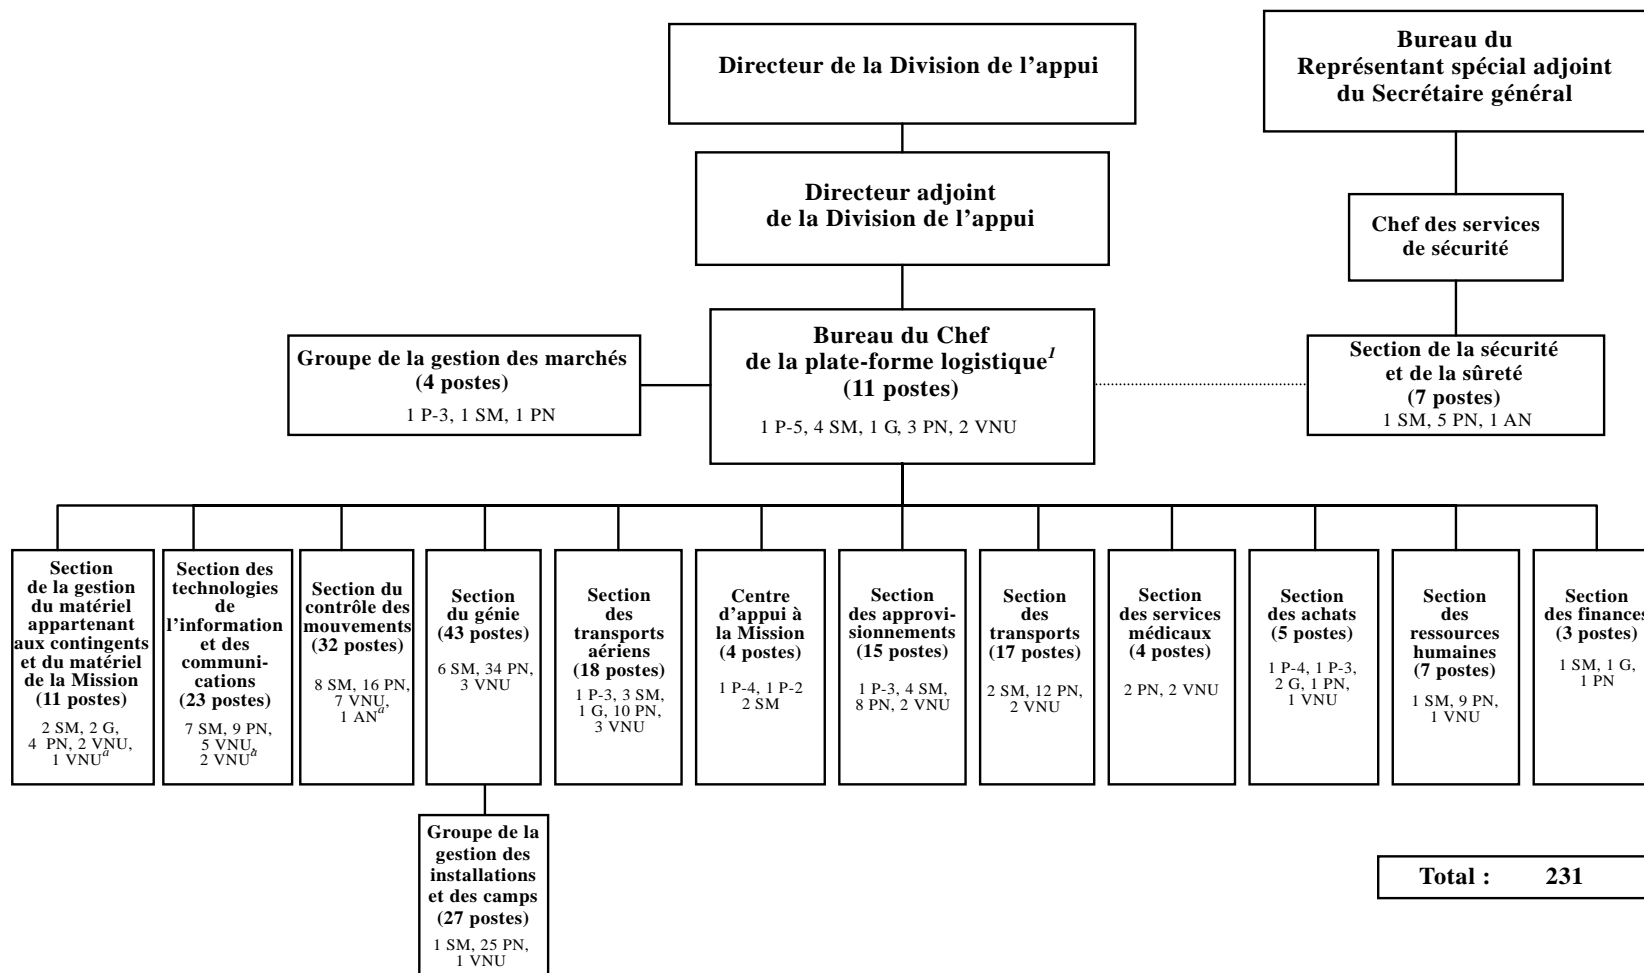 Directeur de la Division de l'appui
Bureau du
Représentant spécial adjoint
du Secrétaire général
Directeur adjoint
de la Division de l'appui
Chef des services
de sécurité
Groupe de la gestion des marchés
(4 postes)
1 P-3, 1 SM, 1 PN
Bureau du Chef
de la plate-forme logistique1
(11 postes)
1 P-5, 4 SM, 1 G, 3 PN, 2 VNU
Section de la sécurité
et de la sûreté
(7 postes)
1 SM, 5 PN, 1 AN
Section
de la gestion
du matériel
appartenant
aux contingents
et du matériel
de la Mission
(11 postes)
2 SM, 2 G,
4 PN, 2 VNU,
1 VNUa
Section des
technologies
de
l'information
et des
communi-
cations
(23 postes)
7 SM, 9 PN,
5 VNU,
2 VNUa
Section du
contrôle des
mouvements
(32 postes)
8 SM, 16 PN,
7 VNU,
1 ANa
Section
du génie
(43 postes)
6 SM, 34 PN,
3 VNU
Section
des
transports
aériens
(18 postes)
1 P-3, 3 SM,
1 G, 10 PN,
3 VNU
Centre
d'appui à
la Mission
(4 postes)
1 P-4, 1 P-2
2 SM
Section
des approvi-
sionnements
(15 postes)
1 P-3, 4 SM,
8 PN, 2 VNU
Section
des
transports
(17 postes)
2 SM, 12 PN,
2 VNU
Section
des services
médicaux
(4 postes)
2 PN, 2 VNU
Section
des achats
(5 postes)
1 P-4, 1 P-3,
2 G, 1 PN,
1 VNU
Section
des
ressources
humaines
(7 postes)
1 SM, 9 PN,
1 VNU
Section
des finances
(3 postes)
1 SM, 1 G,
1 PN
Groupe de la
gestion des
installations
et des camps
(27 postes)
1 SM, 25 PN,
1 VNU
Total : 231